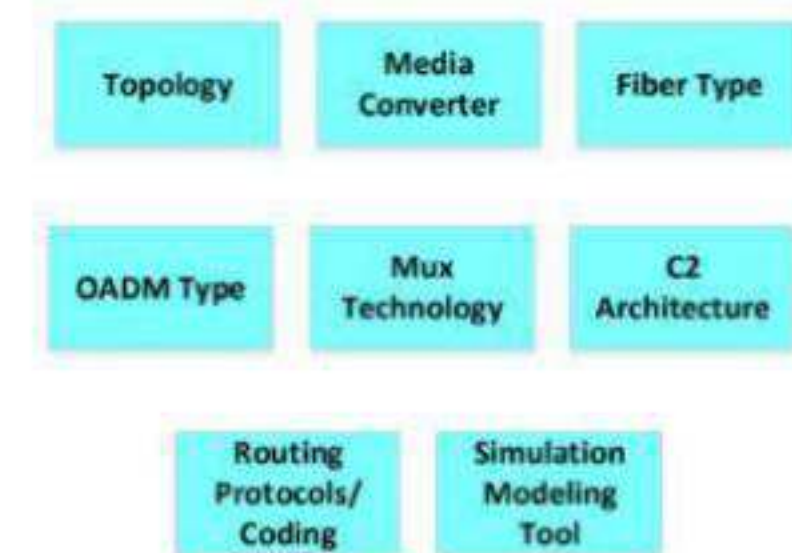 Topology
Media
Converter
Fiber Type
OADM Type
Mux
Technology
C2
Architecture
Routing
Protocols/
Coding
Simulation
Modeling
Tool